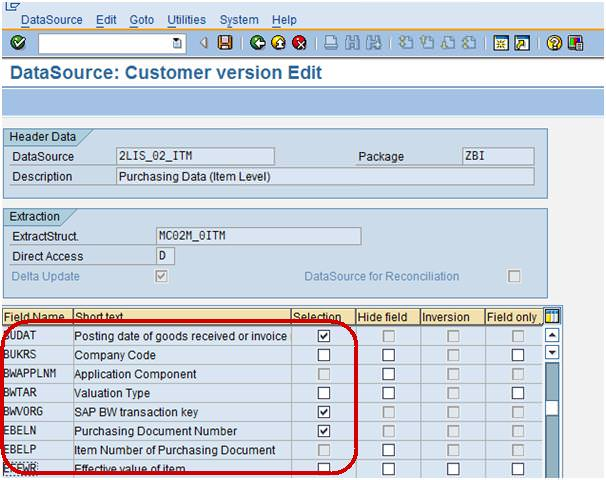 DataSource Edit Goto Utilities System Help
DataSource: Customer version Edit
Header Data
DataSource 2LIS_02_ITM Package ZBI
Description Purchasing Data (Item Level)
Extraction
ExtractStruct. MC02M_0ITM
Direct Access D
Delta Update DataSource for Reconciliation
Field Name Short text Selection Hide field Inversion Field only
BUDAT Posting date of goods received or invoice
BUKRS Company Code
BWAPPLNM Application Component
BWTAR Valuation Type
BWVORG SAP BW transaction key
EBELN Purchasing Document Number
EBELP Item Number of Purchasing Document
EFFWR Effective value of item